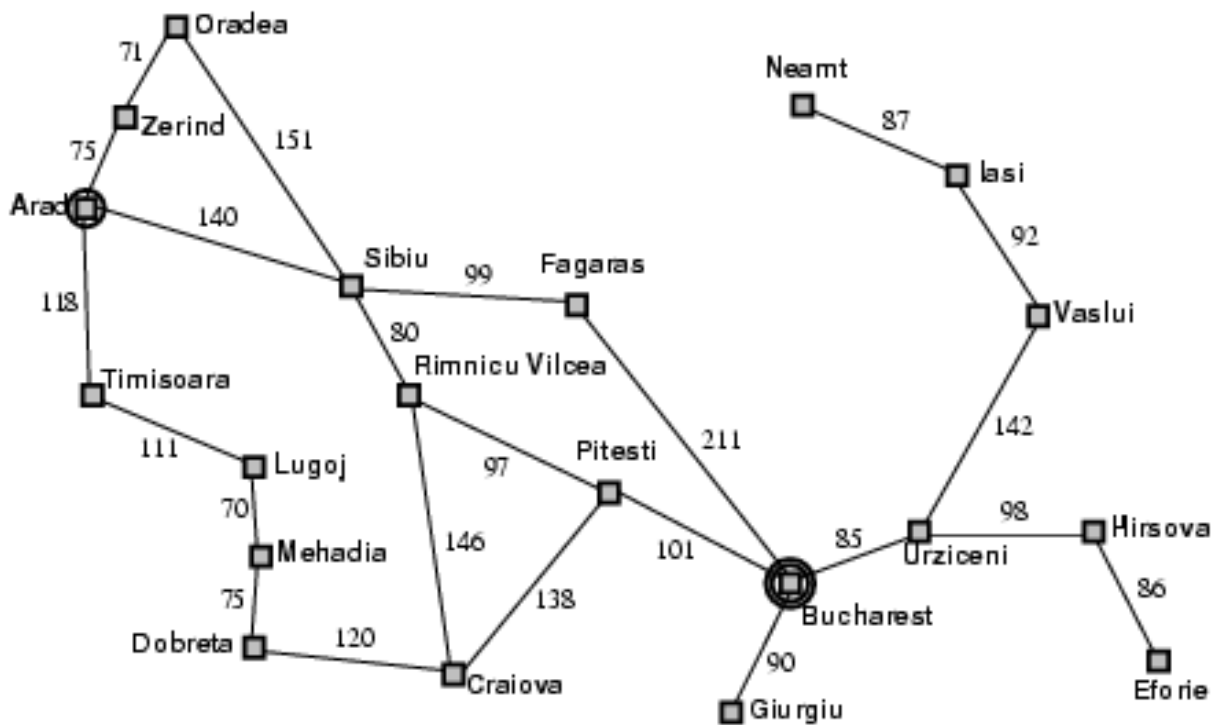 Oradea
71
Neamt
87
Zerind
75
151
Iasi
Arad
140
92
Sibiu
99
Fagaras
118
80
Vaslui
Rimnicu Vilcea
Timisoara
142
211
111
Lugoj
97
Pitesti
70
98
Hirsova
146
101
85
Urziceni
Mehadia
86
75
138
Bucharest
Dobreta
120
90
Craiova
Eforie
Giurgiu